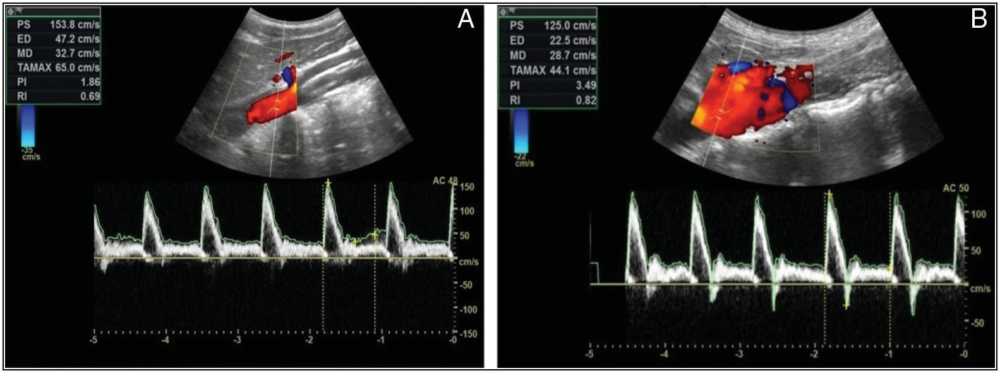 A
PS 153.8 cm/s
ED 47.2 cm/s
MD 32.7 cm/s
TAMAX 65.0 cm/s
PI 1.86
RI 0.69
-35
cm/s
AC 48
150
100
50
cm/s
-50
-100
-150
-5 -4 -3 -2 -1 -0
B
PS 125.0 cm/s
ED 22.5 cm/s
MD 28.7 cm/s
TAMAX 44.1 cm/s
PI 3.49
RI 0.82
-22
cm/s
AC 50
100
50
cm/s
-50
-5 -4 -3 -2 -1 -0